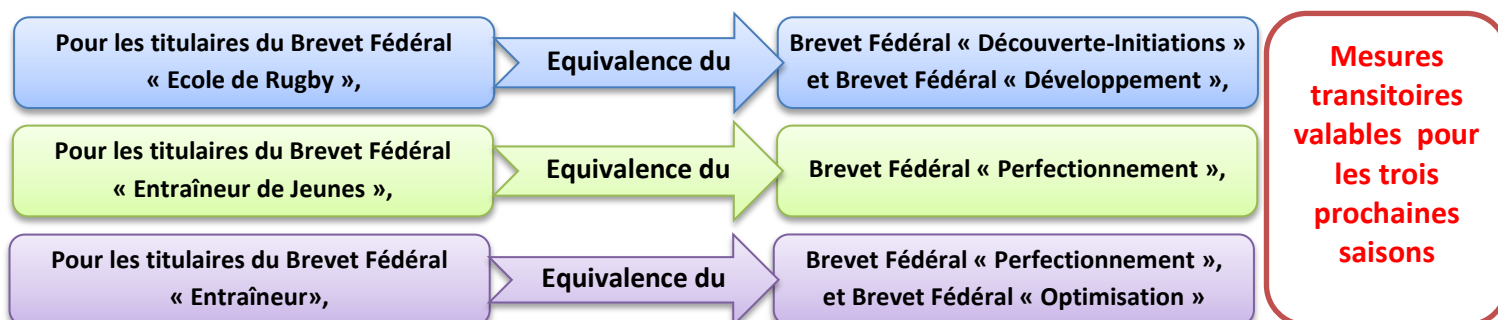 Pour les titulaires du Brevet Fédéral
« Ecole de Rugby »,
Equivalence du
Brevet Fédéral « Découverte-Initiations »
et Brevet Fédéral « Développement »,
Pour les titulaires du Brevet Fédéral
« Entraîneur de Jeunes »,
Equivalence du
Brevet Fédéral « Perfectionnement »,
Pour les titulaires du Brevet Fédéral
« Entraîneur»,
Equivalence du
Brevet Fédéral « Perfectionnement »,
et Brevet Fédéral « Optimisation »
Mesures
transitoires
valables pour
les trois
prochaines
saisons